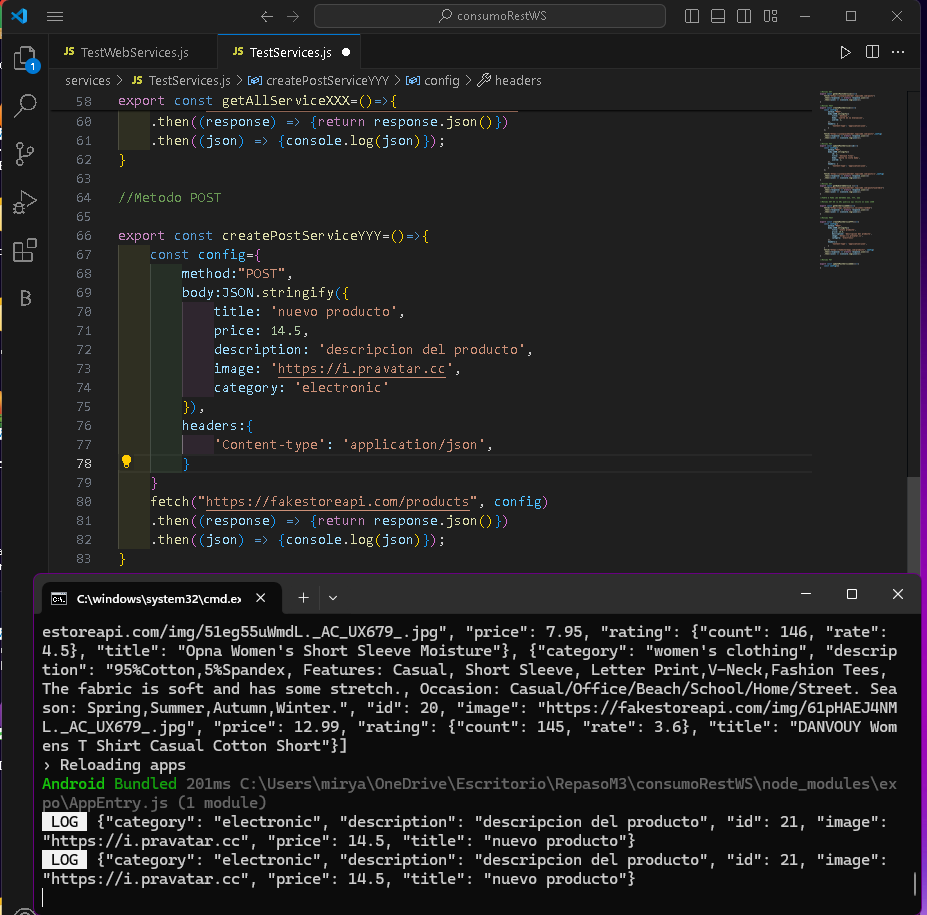 consumoRestWS
JS TestWebServices.js
JS TestServices.js
1
services > JS TestServices.js > createPostServiceYYY > config > headers
58 export const getAllServiceXXX=()=>{
60 .then((response) => {return response.json()})
61 .then((json) => {console.log(json)});
62 }
63
64 //Metodo POST
65
66 export const createPostServiceYYY=()=>{
67 const config={
68 method:"POST",
69 body:JSON.stringify({
70 title: 'nuevo producto',
71 price: 14.5,
72 description: 'descripcion del producto',
73 image: 'https://i.pravatar.cc',
74 category: 'electronic'
75 }),
76 headers:{
77 'Content-type': 'application/json',
78 }
79 }
80 fetch("https://fakestoreapi.com/products", config)
81 .then((response) => {return response.json()})
82 .then((json) => {console.log(json)});
83 }
C:\windows\system32\cmd.ex
estoreapi.com/img/51eg55uWmdL._AC_UX679_.jpg", "price": 7.95, "rating": {"count": 146, "rate":
4.5}, "title": "Opna Women's Short Sleeve Moisture"}, {"category": "women's clothing", "descrip
tion": "95%Cotton,5%Spandex, Features: Casual, Short Sleeve, Letter Print,V-Neck,Fashion Tees,
The fabric is soft and has some stretch., Occasion: Casual/Office/Beach/School/Home/Street. Sea
son: Spring,Summer,Autumn,Winter.", "id": 20, "image": "https://fakestoreapi.com/img/61pHAEJ4NM
L._AC_UX679_.jpg", "price": 12.99, "rating": {"count": 145, "rate": 3.6}, "title": "DANVOUY Wom
ens T Shirt Casual Cotton Short"}]
› Reloading apps
Android Bundled 201ms C:\Users\mirya\OneDrive\Escritorio\RepasoM3\consumoRestWS\node_modules\ex
po\AppEntry.js (1 module)
LOG {"category": "electronic", "description": "descripcion del producto", "id": 21, "image":
"https://i.pravatar.cc", "price": 14.5, "title": "nuevo producto"}
LOG {"category": "electronic", "description": "descripcion del producto", "id": 21, "image":
"https://i.pravatar.cc", "price": 14.5, "title": "nuevo producto"}